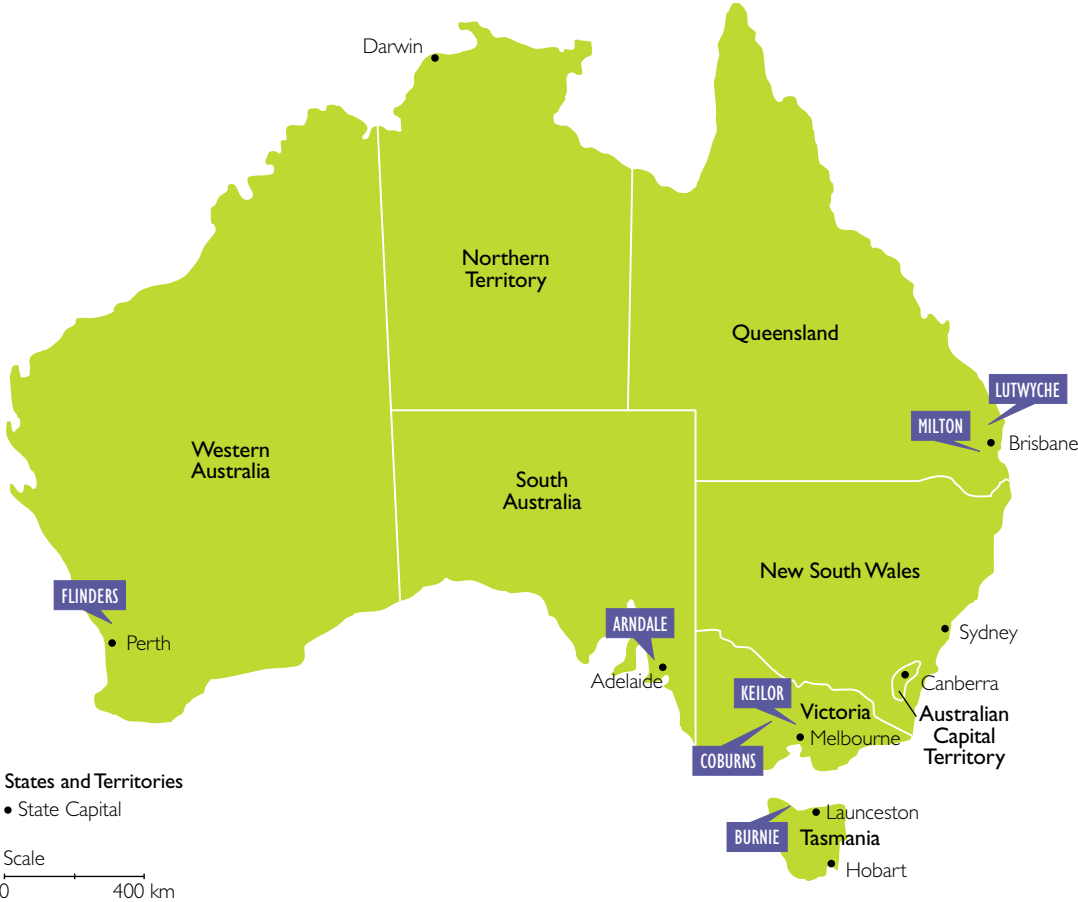 Darwin
Northern
Territory
Queensland
LUTWYCHE
MILTON
Brisbane
Western
Australia
South
Australia
New South Wales
FLINDERS
Perth
ARNDALE
Sydney
Adelaide
Canberra
KEILOR
Victoria
Australian
Capital
Territory
Melbourne
COBURNS
States and Territories
State Capital
Launceston
BURNIE
Tasmania
Hobart
Scale
0 400 km